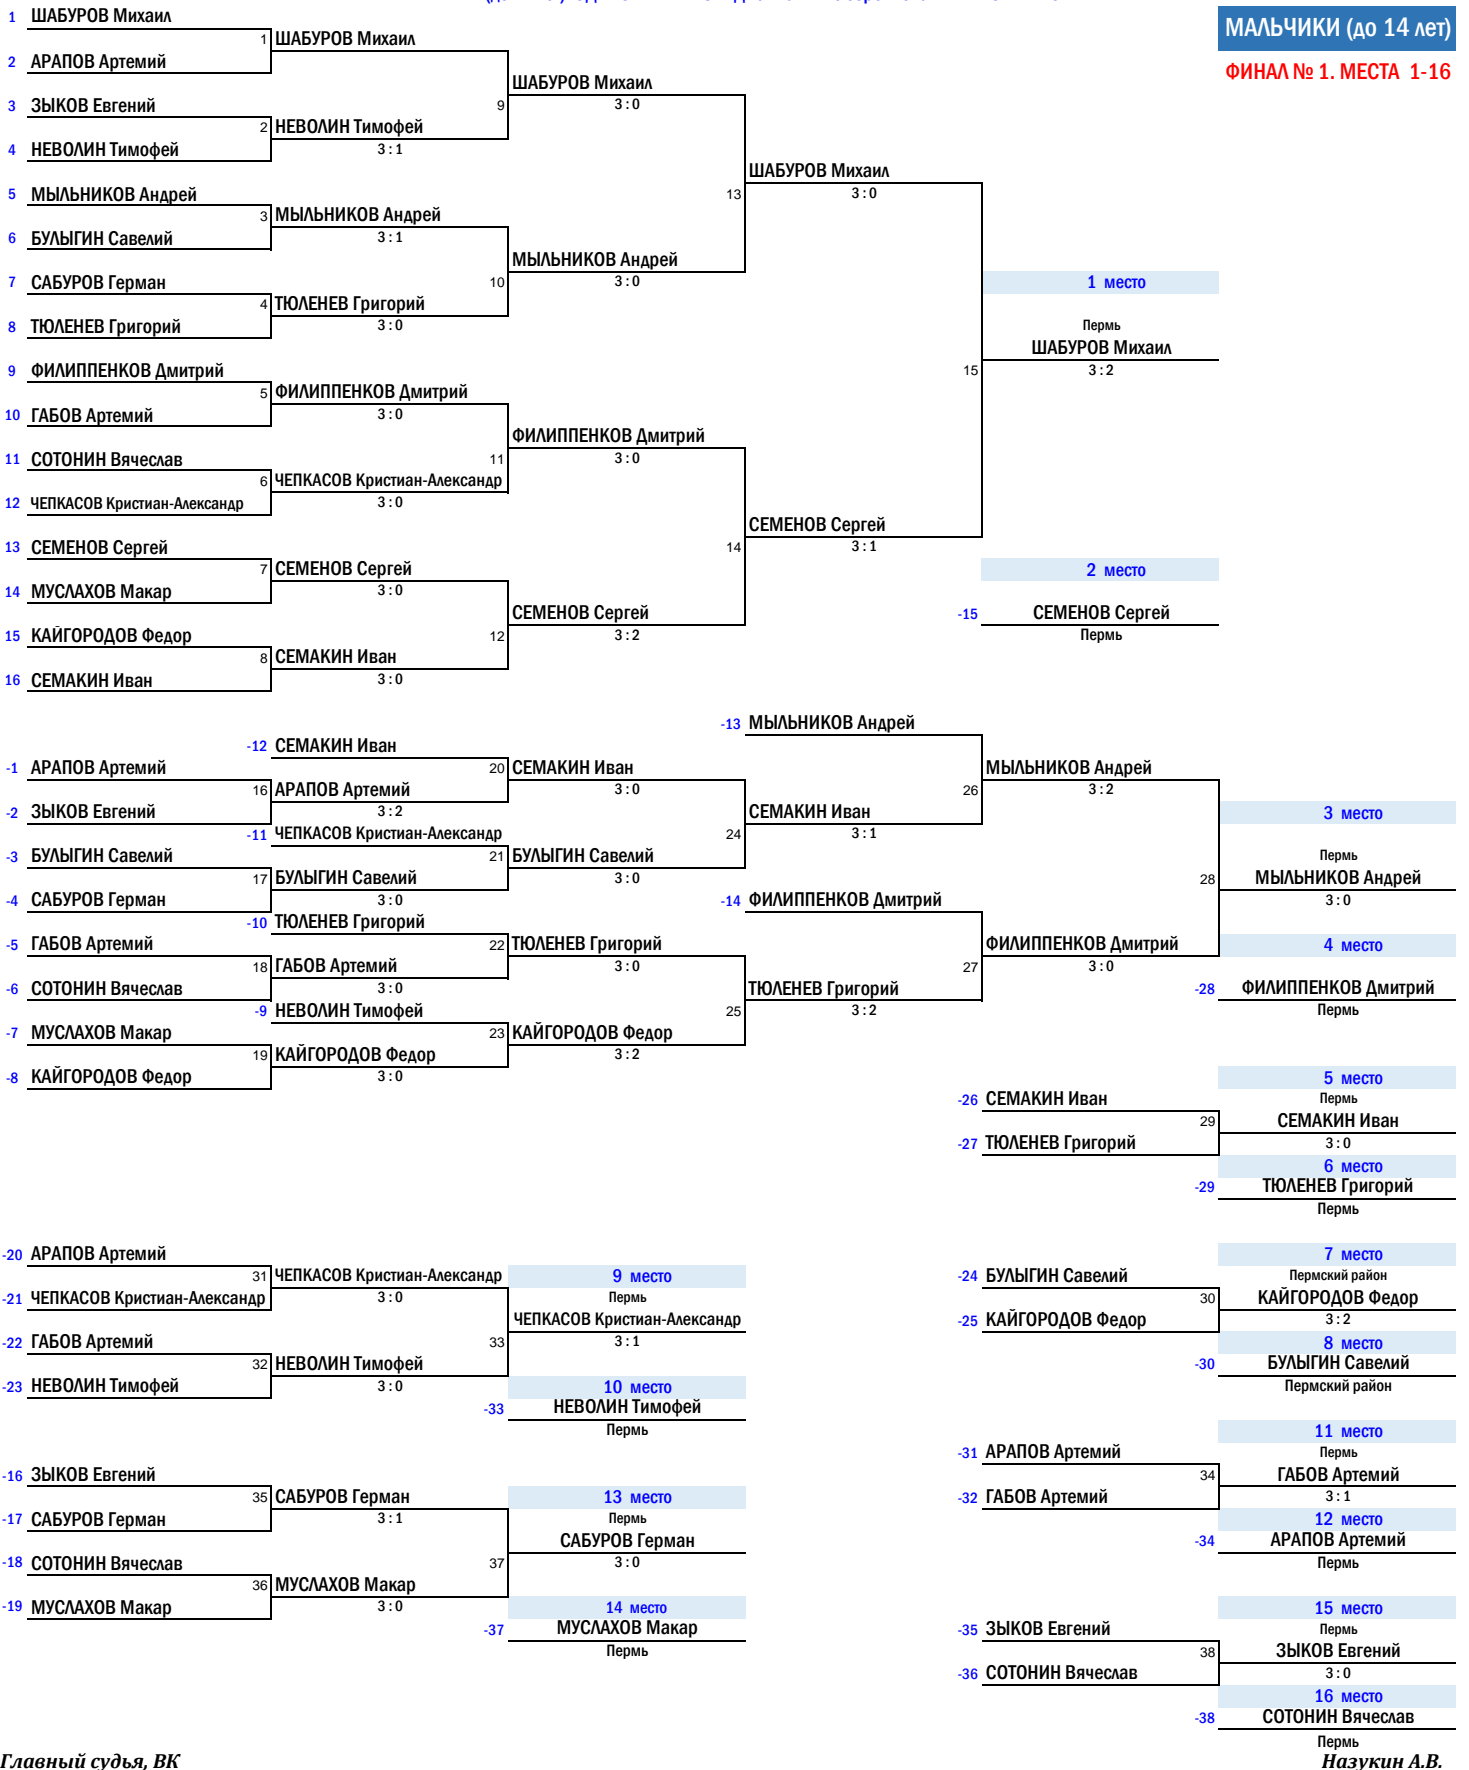 МАЛЬЧИКИ (до 14 лет)
ФИНАЛ № 1. МЕСТА 1-16
1 ШАБУРОВ Михаил
1 ШАБУРОВ Михаил
2 АРАПОВ Артемий
ШАБУРОВ Михаил
3:0
3 ЗЫКОВ Евгений
9
2 НЕВОЛИН Тимофей
3:1
4 НЕВОЛИН Тимофей
ШАБУРОВ Михаил
3:0
5 МЫЛЬНИКОВ Андрей
13
3 МЫЛЬНИКОВ Андрей
3:1
6 БУЛЫГИН Савелий
МЫЛЬНИКОВ Андрей
3:0
7 САБУРОВ Герман
10
1 место
4 ТЮЛЕНЕВ Григорий
3:0
8 ТЮЛЕНЕВ Григорий
Пермь
ШАБУРОВ Михаил
3:2
9 ФИЛИППЕНКОВ Дмитрий
15
5 ФИЛИППЕНКОВ Дмитрий
3:0
10 ГАБОВ Артемий
ФИЛИППЕНКОВ Дмитрий
3:0
11 СОТОНИН Вячеслав
11
6 ЧЕПКАСОВ Кристиан-Александр
3:0
12 ЧЕПКАСОВ Кристиан-Александр
СЕМЕНОВ Сергей
3:1
13 СЕМЕНОВ Сергей
14
7 СЕМЕНОВ Сергей
3:0
2 место
14 МУСЛАХОВ Макар
СЕМЕНОВ Сергей
3:2
-15 СЕМЕНОВ Сергей
Пермь
15 КАЙГОРОДОВ Федор
12
8 СЕМАКИН Иван
3:0
16 СЕМАКИН Иван
-13 МЫЛЬНИКОВ Андрей
-12 СЕМАКИН Иван
-1 АРАПОВ Артемий
20 СЕМАКИН Иван
3:0
МЫЛЬНИКОВ Андрей
3:2
16 АРАПОВ Артемий
3:2
26
-2 ЗЫКОВ Евгений
СЕМАКИН Иван
3:1
3 место
-11 ЧЕПКАСОВ Кристиан-Александр
24
-3 БУЛЫГИН Савелий
21 БУЛЫГИН Савелий
3:0
Пермь
17 БУЛЫГИН Савелий
3:0
28 МЫЛЬНИКОВ Андрей
3:0
-4 САБУРОВ Герман
-14 ФИЛИППЕНКОВ Дмитрий
-10 ТЮЛЕНЕВ Григорий
-5 ГАБОВ Артемий
22 ТЮЛЕНЕВ Григорий
3:0
ФИЛИППЕНКОВ Дмитрий
3:0
4 место
18 ГАБОВ Артемий
3:0
27
-6 СОТОНИН Вячеслав
ТЮЛЕНЕВ Григорий
3:2
-28 ФИЛИППЕНКОВ Дмитрий
Пермь
-9 НЕВОЛИН Тимофей
25
-7 МУСЛАХОВ Макар
23 КАЙГОРОДОВ Федор
3:2
19 КАЙГОРОДОВ Федор
3:0
-8 КАЙГОРОДОВ Федор
5 место
Пермь
-26 СЕМАКИН Иван
29 СЕМАКИН Иван
3:0
-27 ТЮЛЕНЕВ Григорий
6 место
-29 ТЮЛЕНЕВ Григорий
Пермь
-20 АРАПОВ Артемий
7 место
31 ЧЕПКАСОВ Кристиан-Александр
3:0
9 место
Пермь
-24 БУЛЫГИН Савелий
Пермский район
-21 ЧЕПКАСОВ Кристиан-Александр
30 КАЙГОРОДОВ Федор
3:2
ЧЕПКАСОВ Кристиан-Александр
3:1
-25 КАЙГОРОДОВ Федор
-22 ГАБОВ Артемий
33
8 место
32 НЕВОЛИН Тимофей
3:0
-30 БУЛЫГИН Савелий
Пермский район
-23 НЕВОЛИН Тимофей
10 место
-33 НЕВОЛИН Тимофей
Пермь
11 место
-31 АРАПОВ Артемий
Пермь
-16 ЗЫКОВ Евгений
34 ГАБОВ Артемий
3:1
35 САБУРОВ Герман
3:1
13 место
Пермь
-32 ГАБОВ Артемий
-17 САБУРОВ Герман
12 место
САБУРОВ Герман
3:0
-34 АРАПОВ Артемий
Пермь
-18 СОТОНИН Вячеслав
37
36 МУСЛАХОВ Макар
3:0
-19 МУСЛАХОВ Макар
14 место
15 место
-37 МУСЛАХОВ Макар
Пермь
-35 ЗЫКОВ Евгений
Пермь
38 ЗЫКОВ Евгений
3:0
-36 СОТОНИН Вячеслав
16 место
-38 СОТОНИН Вячеслав
Пермь
Главный судья, ВК
Назукин А.В.